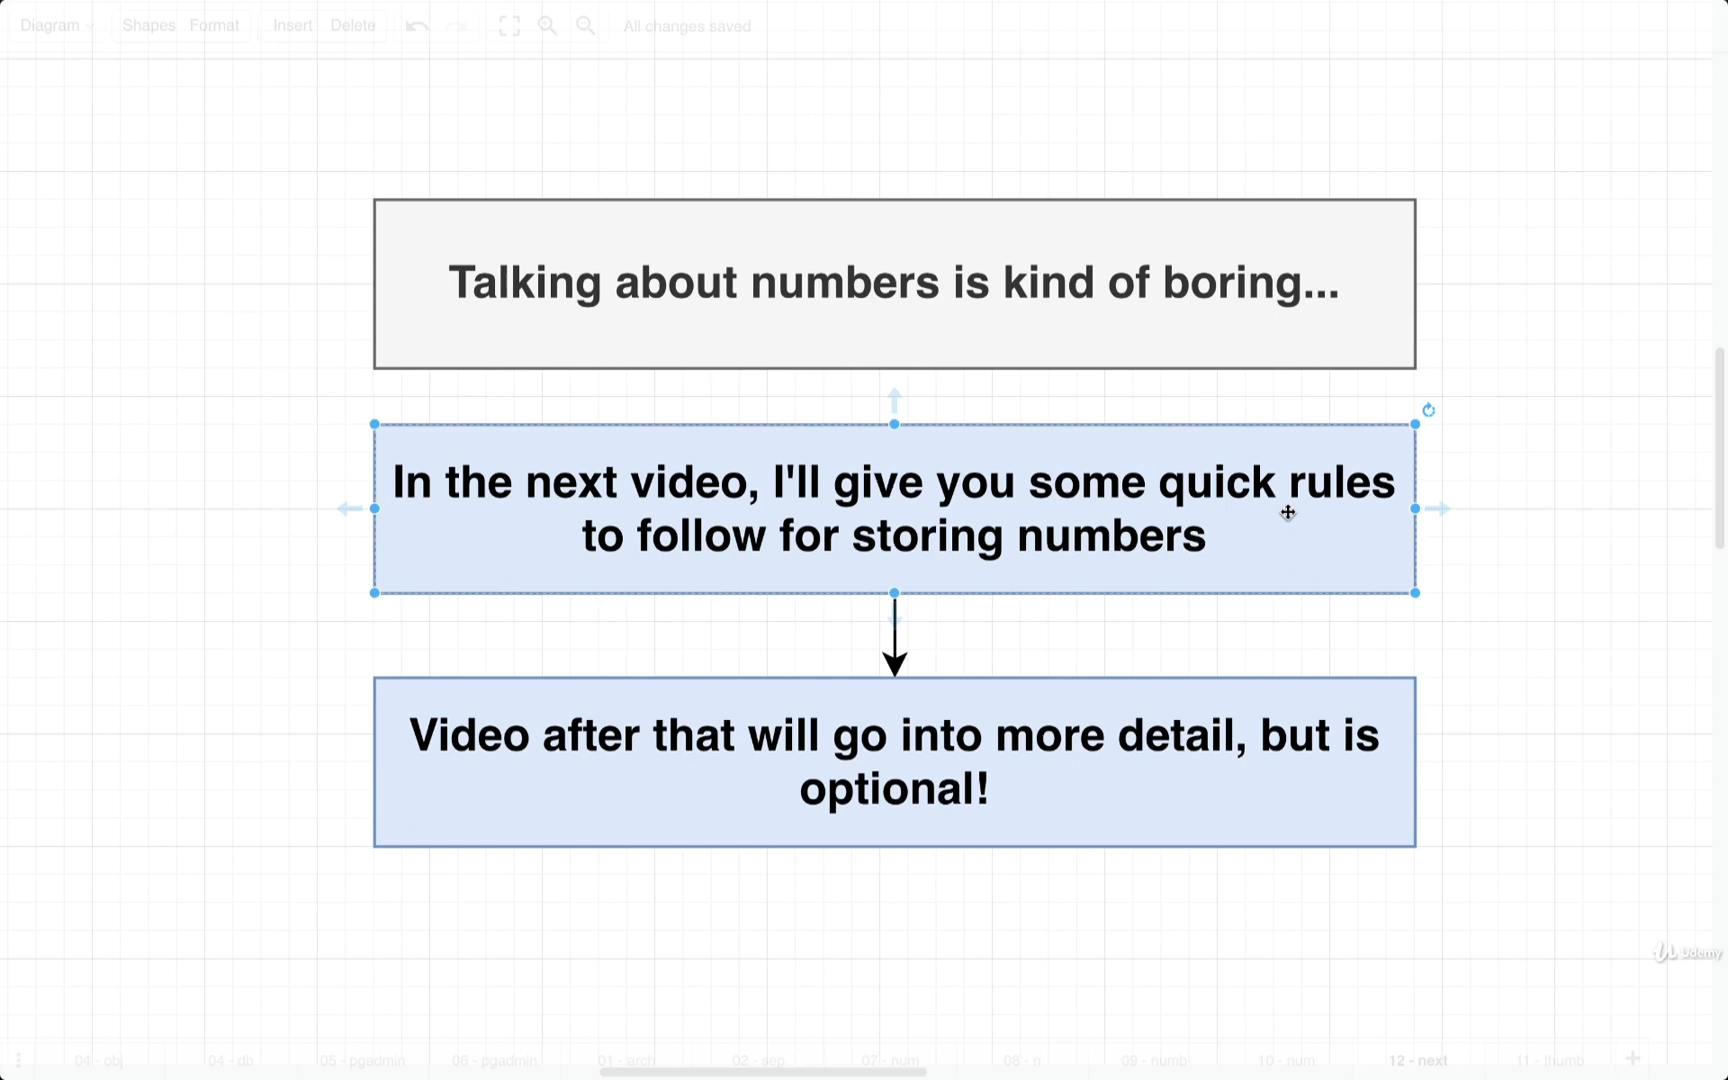 Diagram
Shapes
Format
Insert
Delete
All changes saved
Talking about numbers is kind of boring...
In the next video, I'll give you some quick rules
to follow for storing numbers
Video after that will go into more detail, but is
optional!
Udemy
04 - obj
04 - db
05 - pgadmin
06 - pgadmin
01 - arch
02 - sep
07 - num
08 - n
09 - numb
10 - num
12 - next
11 - thumb